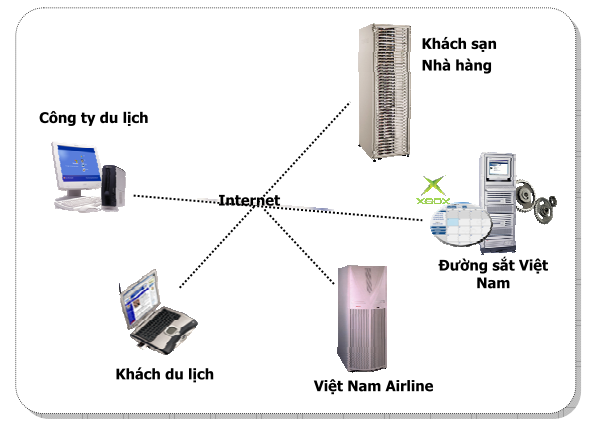 Khách sạn
Nhà hàng
Công ty du lịch
Internet
XBOX
Đường sắt Việt
Nam
Khách du lịch
Việt Nam Airline